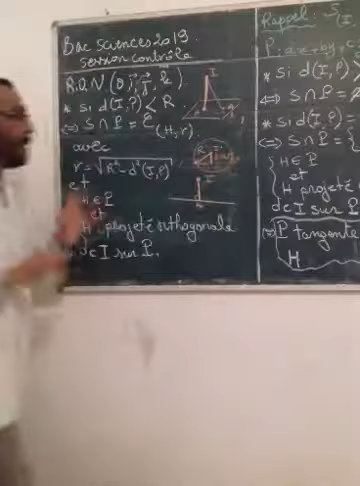 Bac sciences 2019
session contrôle
R.O.N (O, i, j, k)
* si d(I,P) < R
⇔ S∩P = C(H,r)
avec
r = √R² - d²(I,P)
et
H ∈ P
et
H projeté orthogonale
de I sur P.
Rappel: S(I
P: ax+by+c
* si d(I,P)
⇔ S∩P =
* si d(I,P) =
⇔ S∩P = {
H ∈ P
et
H projeté
de I sur P
P tangente
H